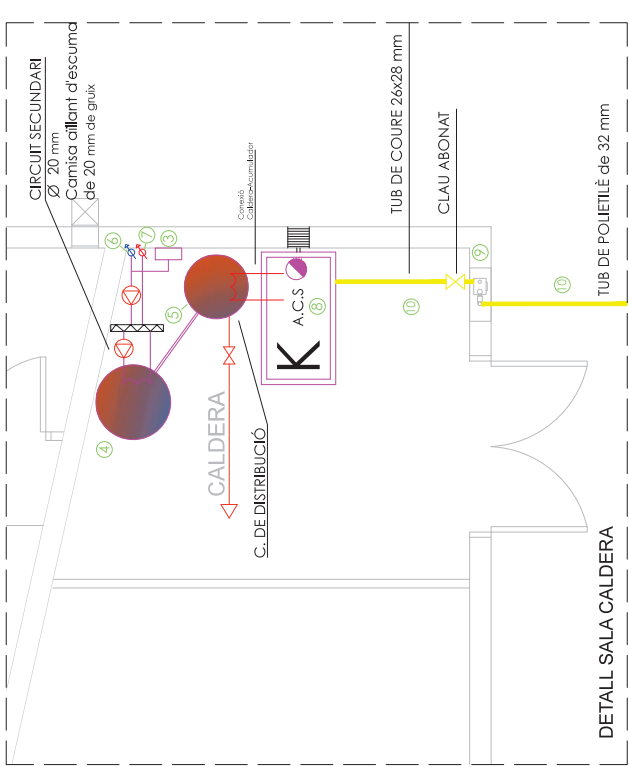 CIRCUIT SECUNDARI
Ø 20 mm
Camisa aïllant d'escuma
de 20 mm de gruix
6
7
3
5
4
Conexió
Caldera-Acumulador
TUB DE COURE 26x28 mm
CLAU ABONAT
9
10
TUB DE POLIETILÈ de 32 mm
10
K
A.C.S
8
CALDERA
C. DE DISTRIBUCIÓ
DETALL SALA CALDERA